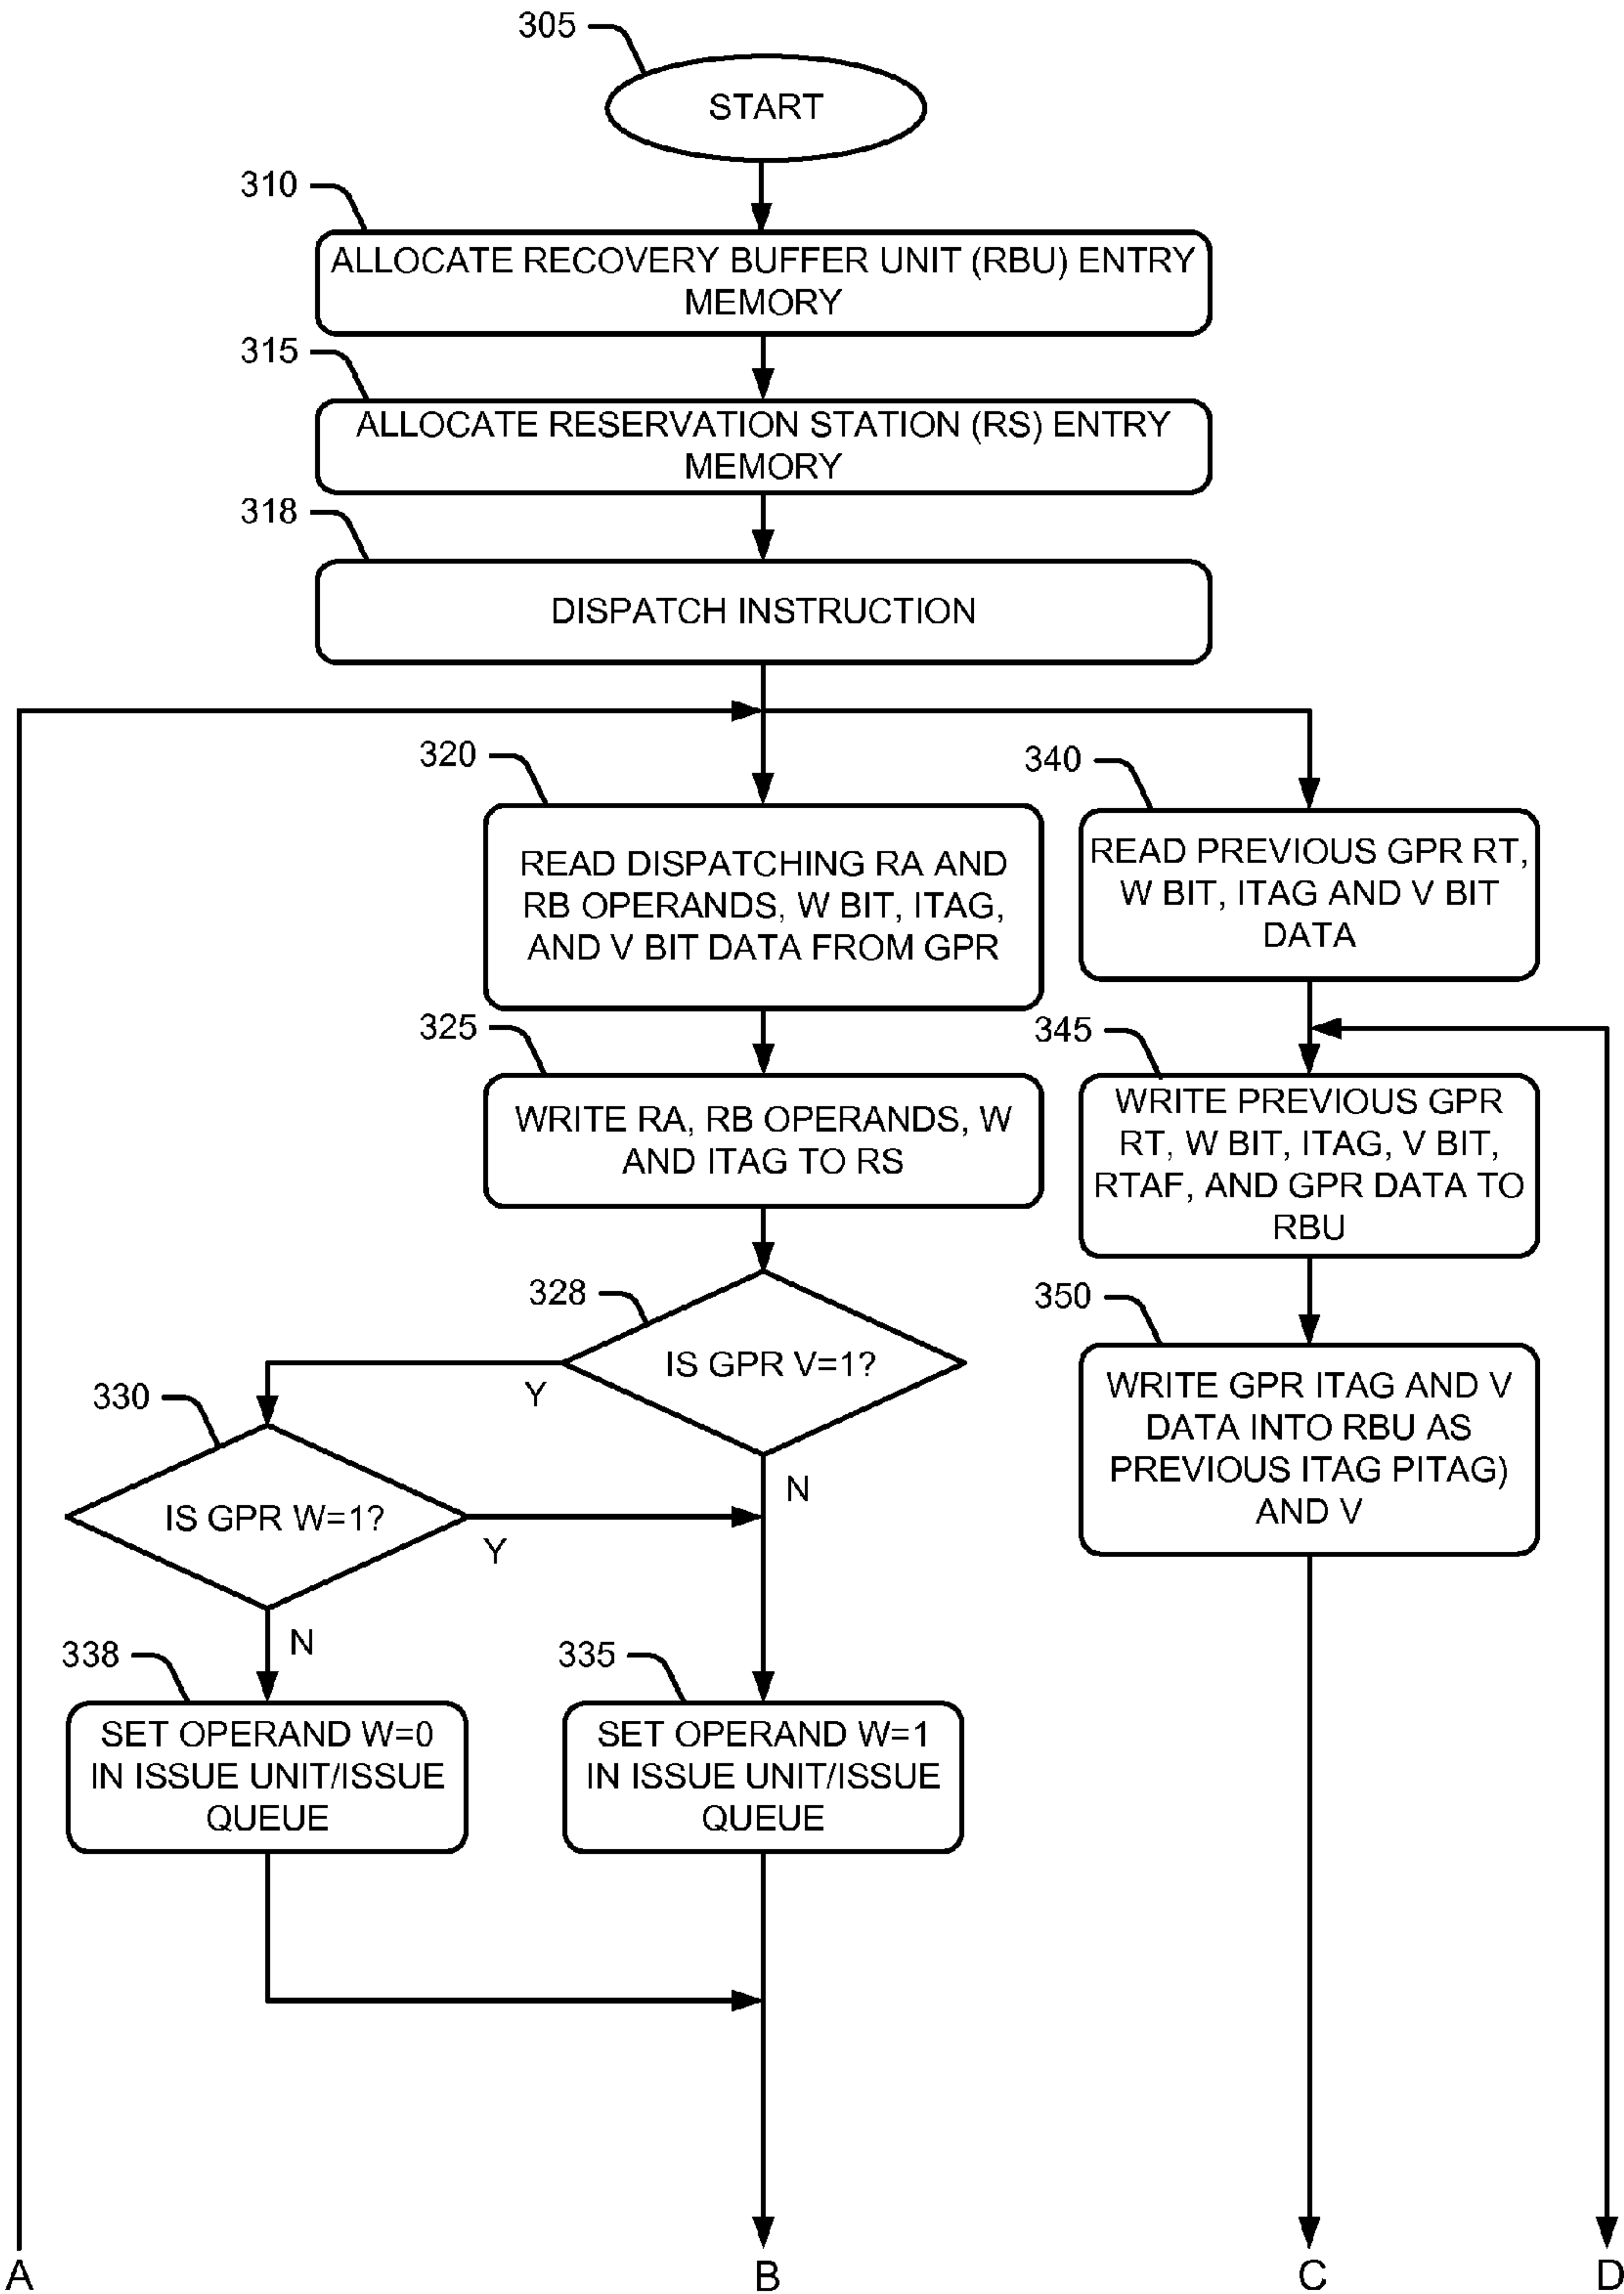 305
START
310
ALLOCATE RECOVERY BUFFER UNIT (RBU) ENTRY
MEMORY
315
ALLOCATE RESERVATION STATION (RS) ENTRY
MEMORY
318
DISPATCH INSTRUCTION
320
READ DISPATCHING RA AND
RB OPERANDS, W BIT, ITAG,
AND V BIT DATA FROM GPR
340
READ PREVIOUS GPR RT,
W BIT, ITAG AND V BIT
DATA
325
WRITE RA, RB OPERANDS, W
AND ITAG TO RS
345
WRITE PREVIOUS GPR
RT, W BIT, ITAG, V BIT,
RTAF, AND GPR DATA TO
RBU
328
IS GPR V=1?
Y
N
350
WRITE GPR ITAG AND V
DATA INTO RBU AS
PREVIOUS ITAG PITAG)
AND V
330
IS GPR W=1?
Y
N
338
SET OPERAND W=0
IN ISSUE UNIT/ISSUE
QUEUE
335
SET OPERAND W=1
IN ISSUE UNIT/ISSUE
QUEUE
A
B
C
D